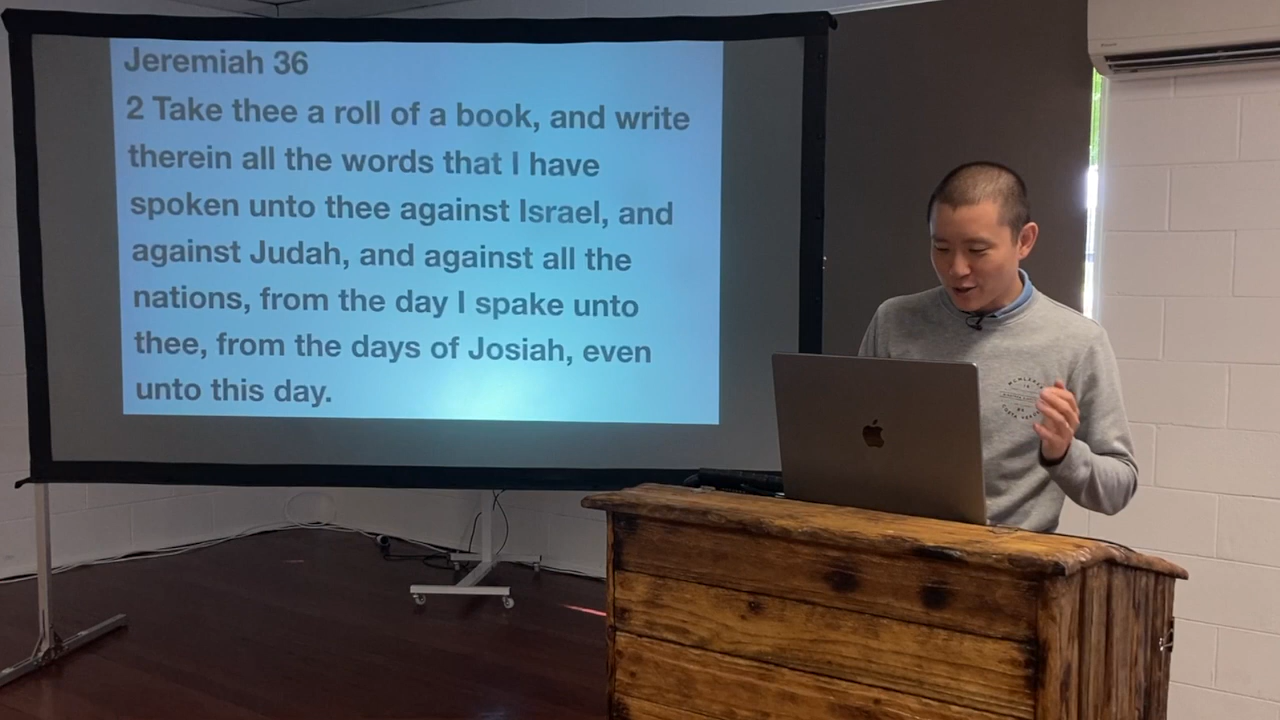 Jeremiah 36
2 Take thee a roll of a book, and write
therein all the words that I have
spoken unto thee against Israel, and
against Judah, and against all the
nations, from the day I spake unto
thee, from the days of Josiah, even
unto this day.